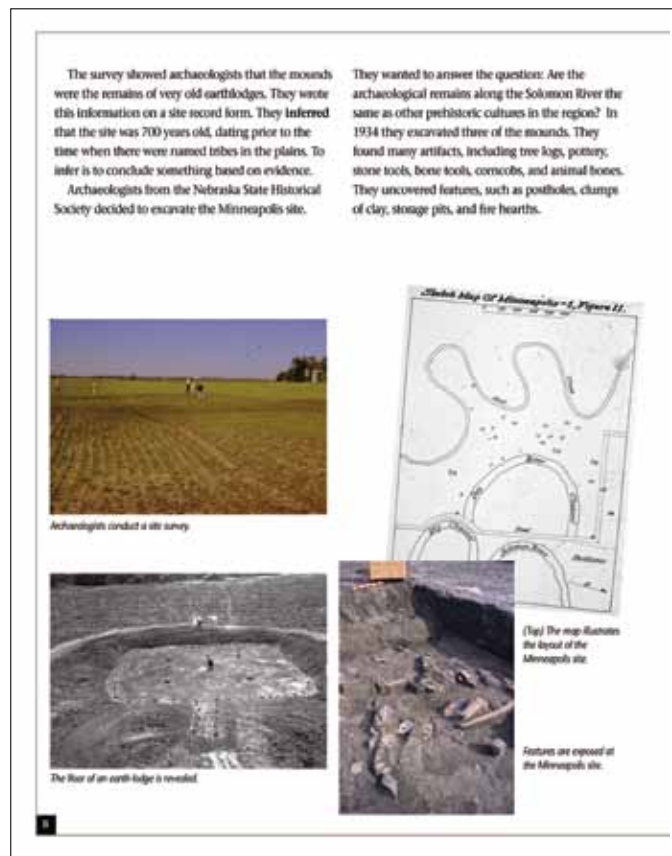 The survey showed archaeologists that the mounds
were the remains of very old earthlodges. They wrote
this information on a site record form. They inferred
that the site was 700 years old, dating prior to the
time when there were named tribes in the plains. To
infer is to conclude something based on evidence.
Archaeologists from the Nebraska State Historical
Society decided to excavate the Minneapolis site.
They wanted to answer the question: Are the
archaeological remains along the Solomon River the
same as other prehistoric cultures in the region? In
1934 they excavated three of the mounds. They
found many artifacts, including tree logs, pottery,
stone tools, bone tools, corncobs, and animal bones.
They uncovered features, such as postholes, clumps
of clay, storage pits, and fire hearths.
Sketch Map Of Minneapolis-1, Figure 11.
River
Solomon River
Archaeologists conduct a site survey.
(Top) The map illustrates
the layout of the
Minneapolis site.
Features are exposed at
the Minneapolis site.
The floor of an earth lodge is revealed.
8